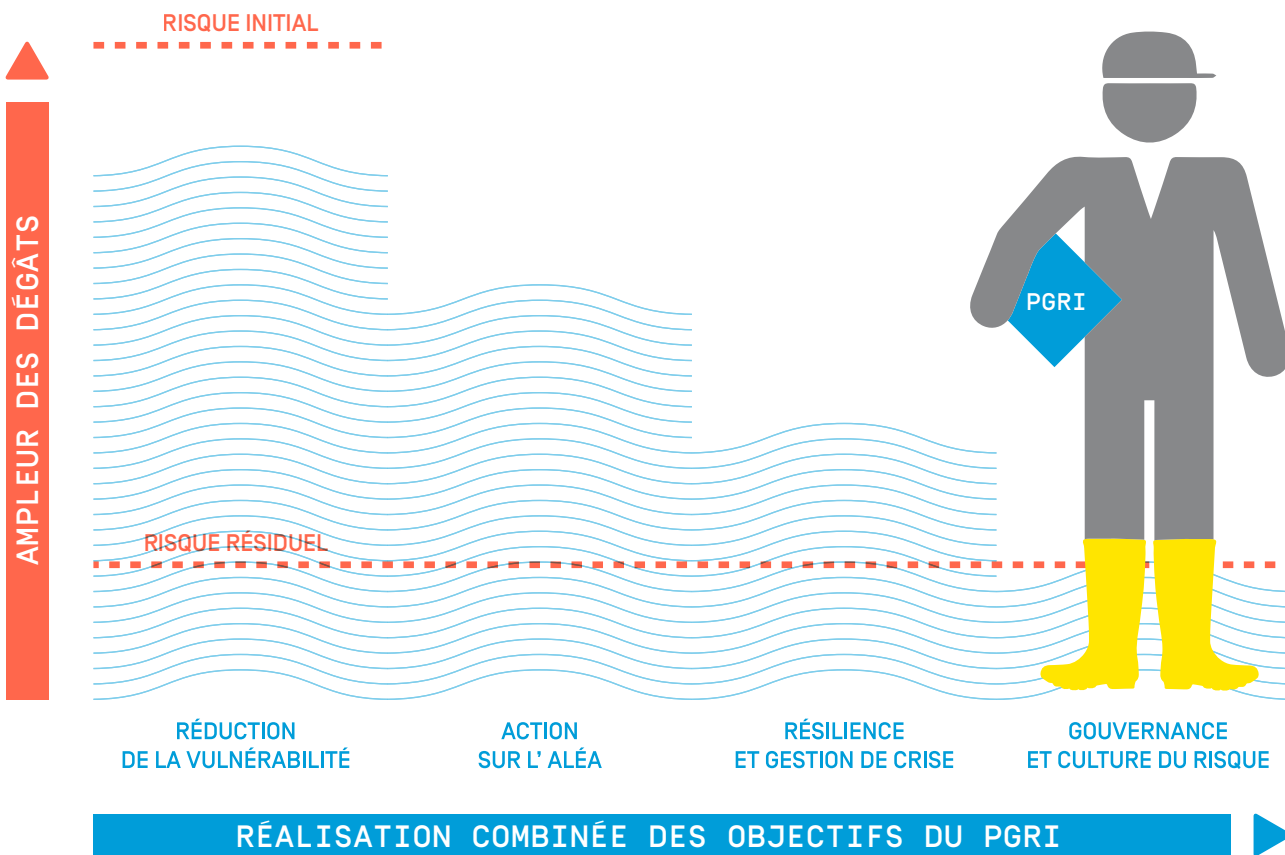 RISQUE INITIAL
AMPLEUR DES DÉGÂTS
PGRI
RISQUE RÉSIDUEL
RÉDUCTION
DE LA VULNÉRABILITÉ
ACTION
SUR L' ALÉA
RÉSILIENCE
ET GESTION DE CRISE
GOUVERNANCE
ET CULTURE DU RISQUE
RÉALISATION COMBINÉE DES OBJECTIFS DU PGRI